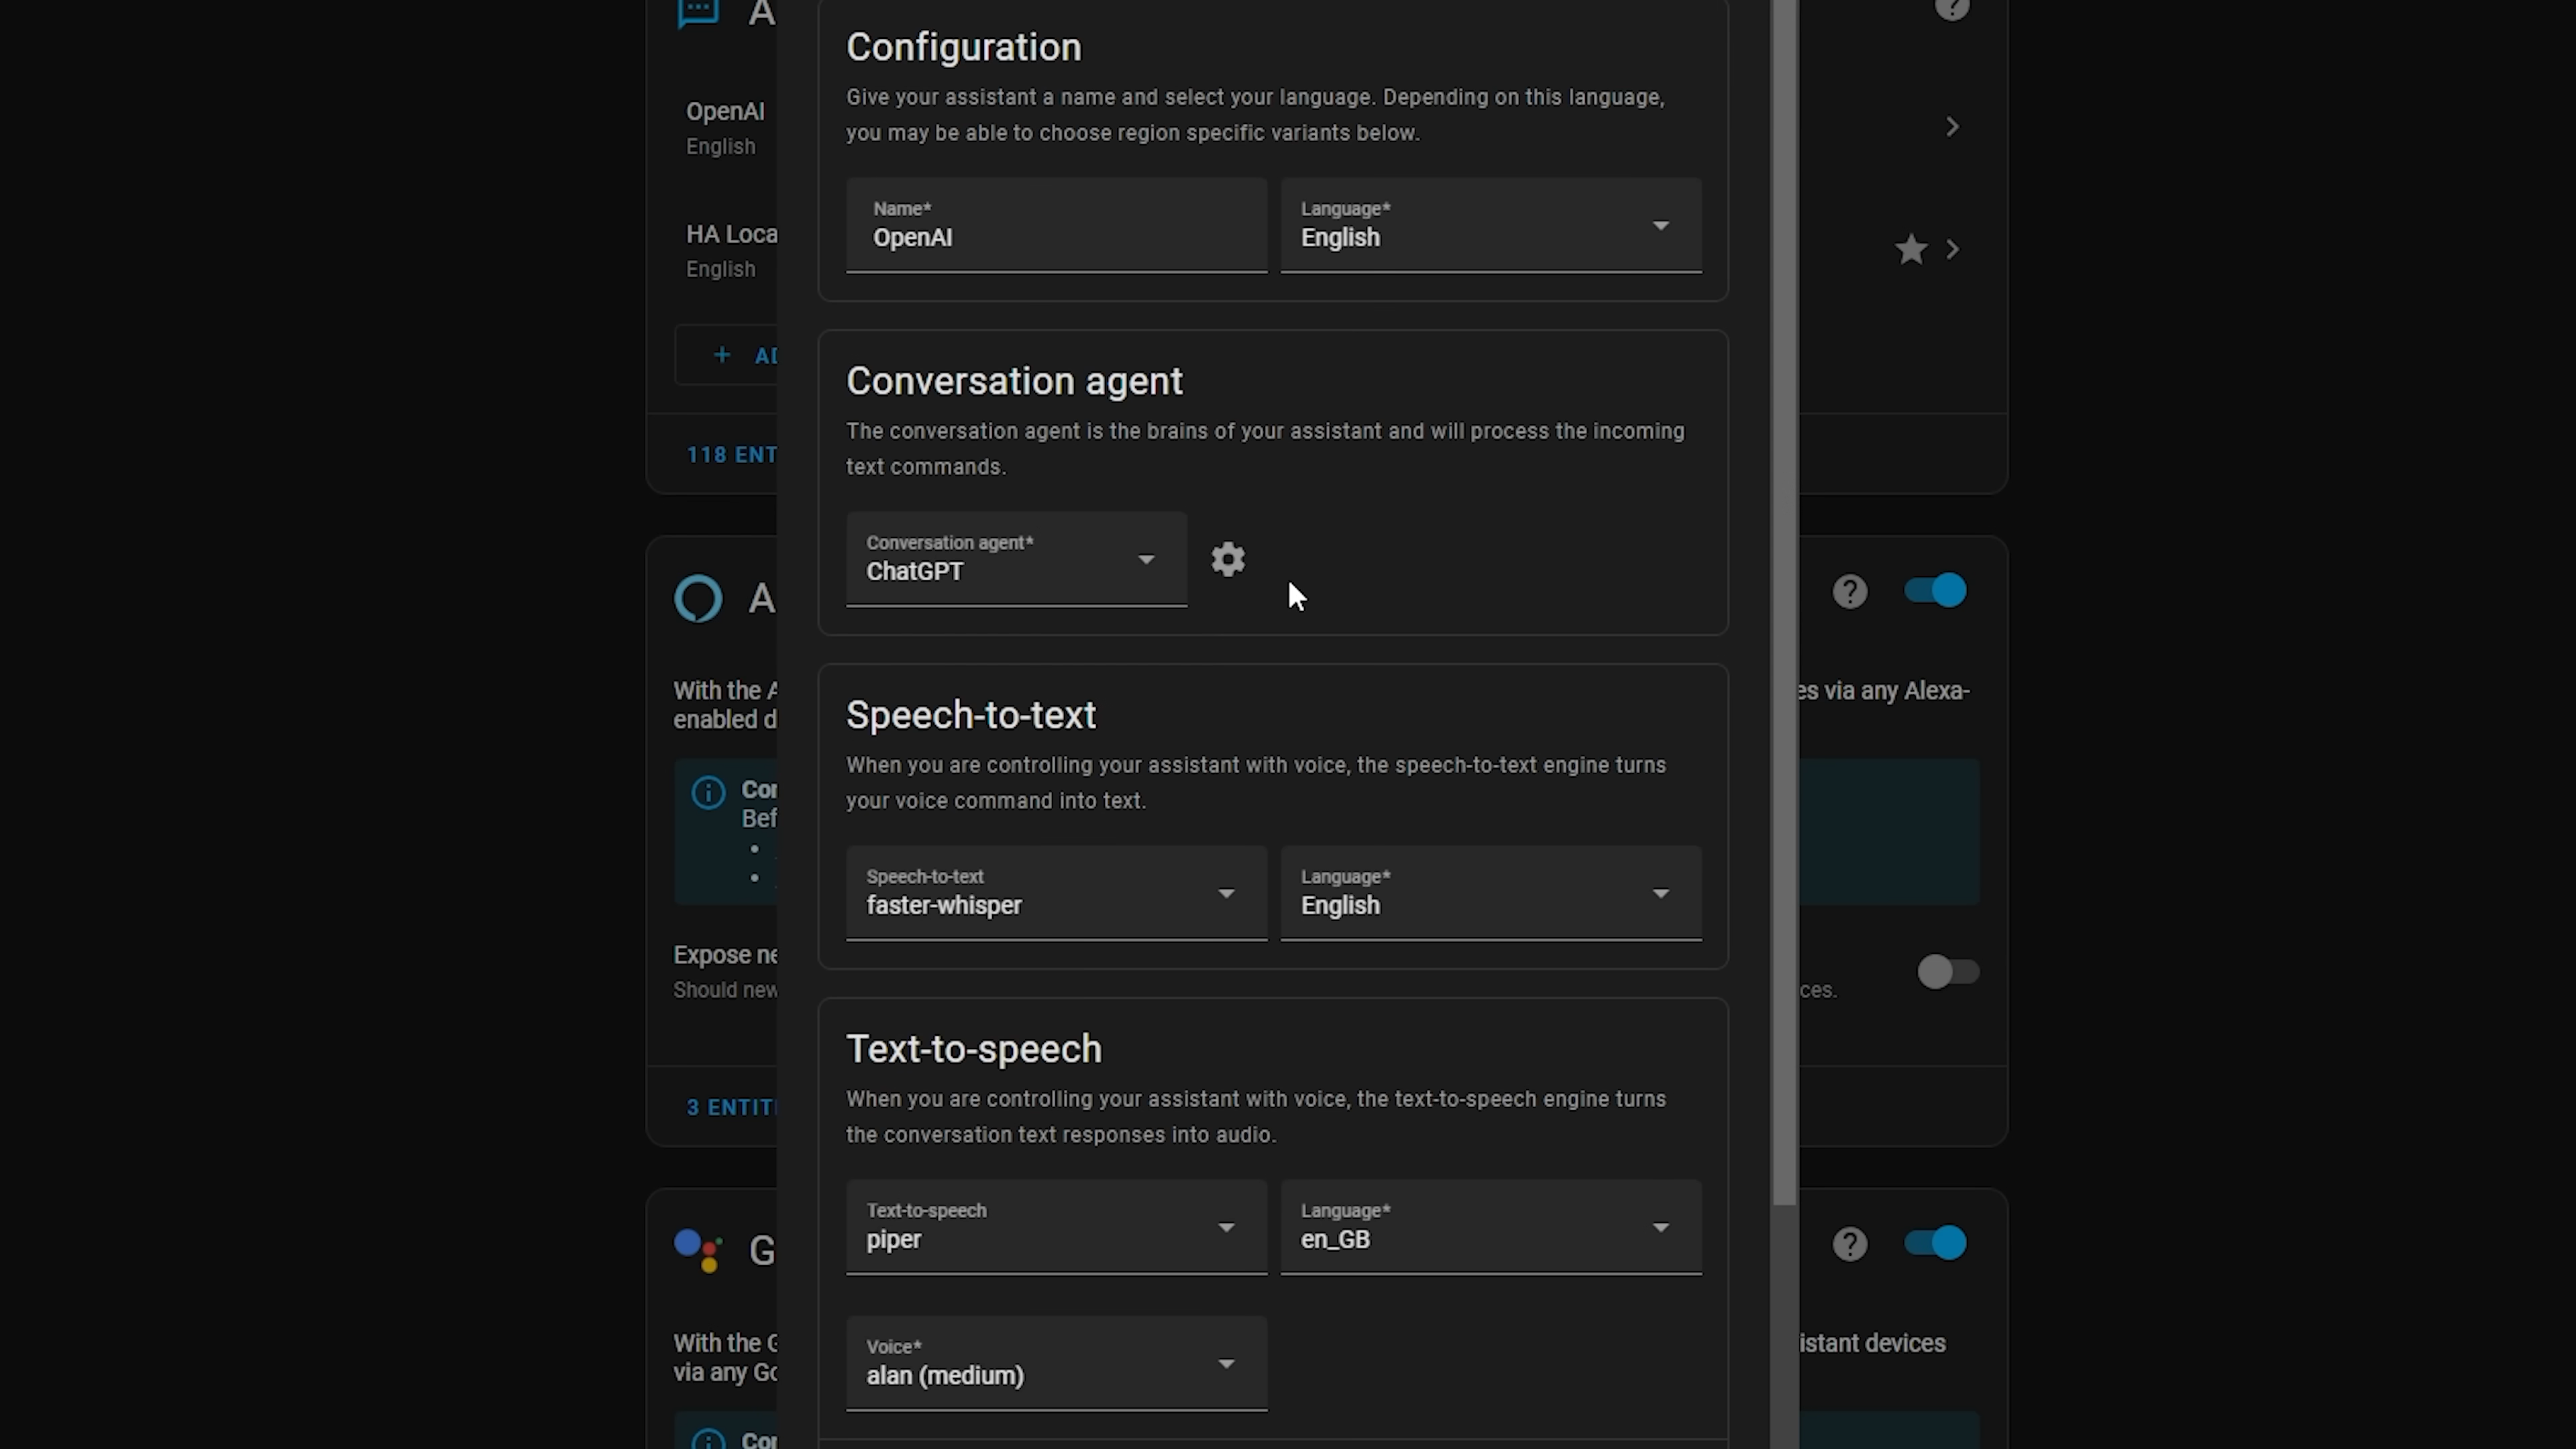 Configuration
Give your assistant a name and select your language. Depending on this language,
you may be able to choose region specific variants below.
Name*
OpenAI
Language*
English
Conversation agent
The conversation agent is the brains of your assistant and will process the incoming
text commands.
Conversation agent*
ChatGPT
Speech-to-text
When you are controlling your assistant with voice, the speech-to-text engine turns
your voice command into text.
Speech-to-text
faster-whisper
Language*
English
Text-to-speech
When you are controlling your assistant with voice, the text-to-speech engine turns
the conversation text responses into audio.
Text-to-speech
piper
Language*
en_GB
Voice*
alan (medium)
A
OpenAI
English
HA Loca
English
+ AD
118 ENT
A
With the A
enabled d
es via any Alexa-
Con
Bef
Expose ne
Should new
ces.
3 ENTITI
G
With the G
via any Go
istant devices
Con